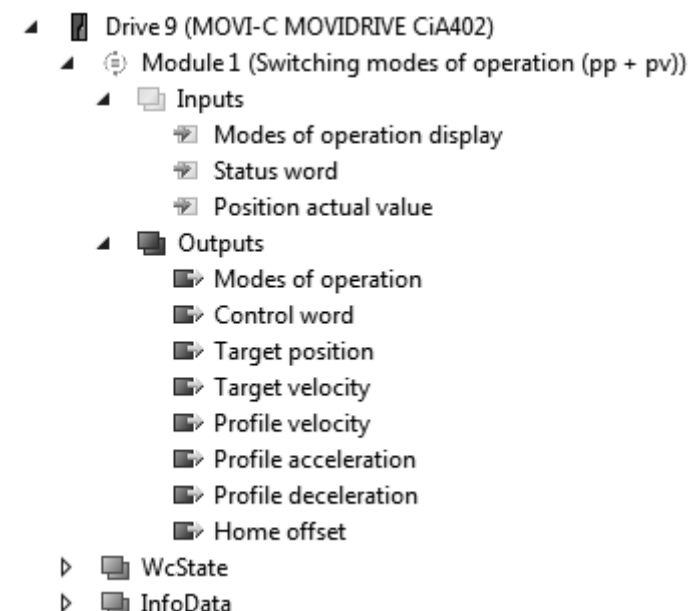 Drive 9 (MOVI-C MOVIDRIVE CiA402)
Module 1 (Switching modes of operation (pp + pv))
Inputs
Modes of operation display
Status word
Position actual value
Outputs
Modes of operation
Control word
Target position
Target velocity
Profile velocity
Profile acceleration
Profile deceleration
Home offset
WcState
InfoData